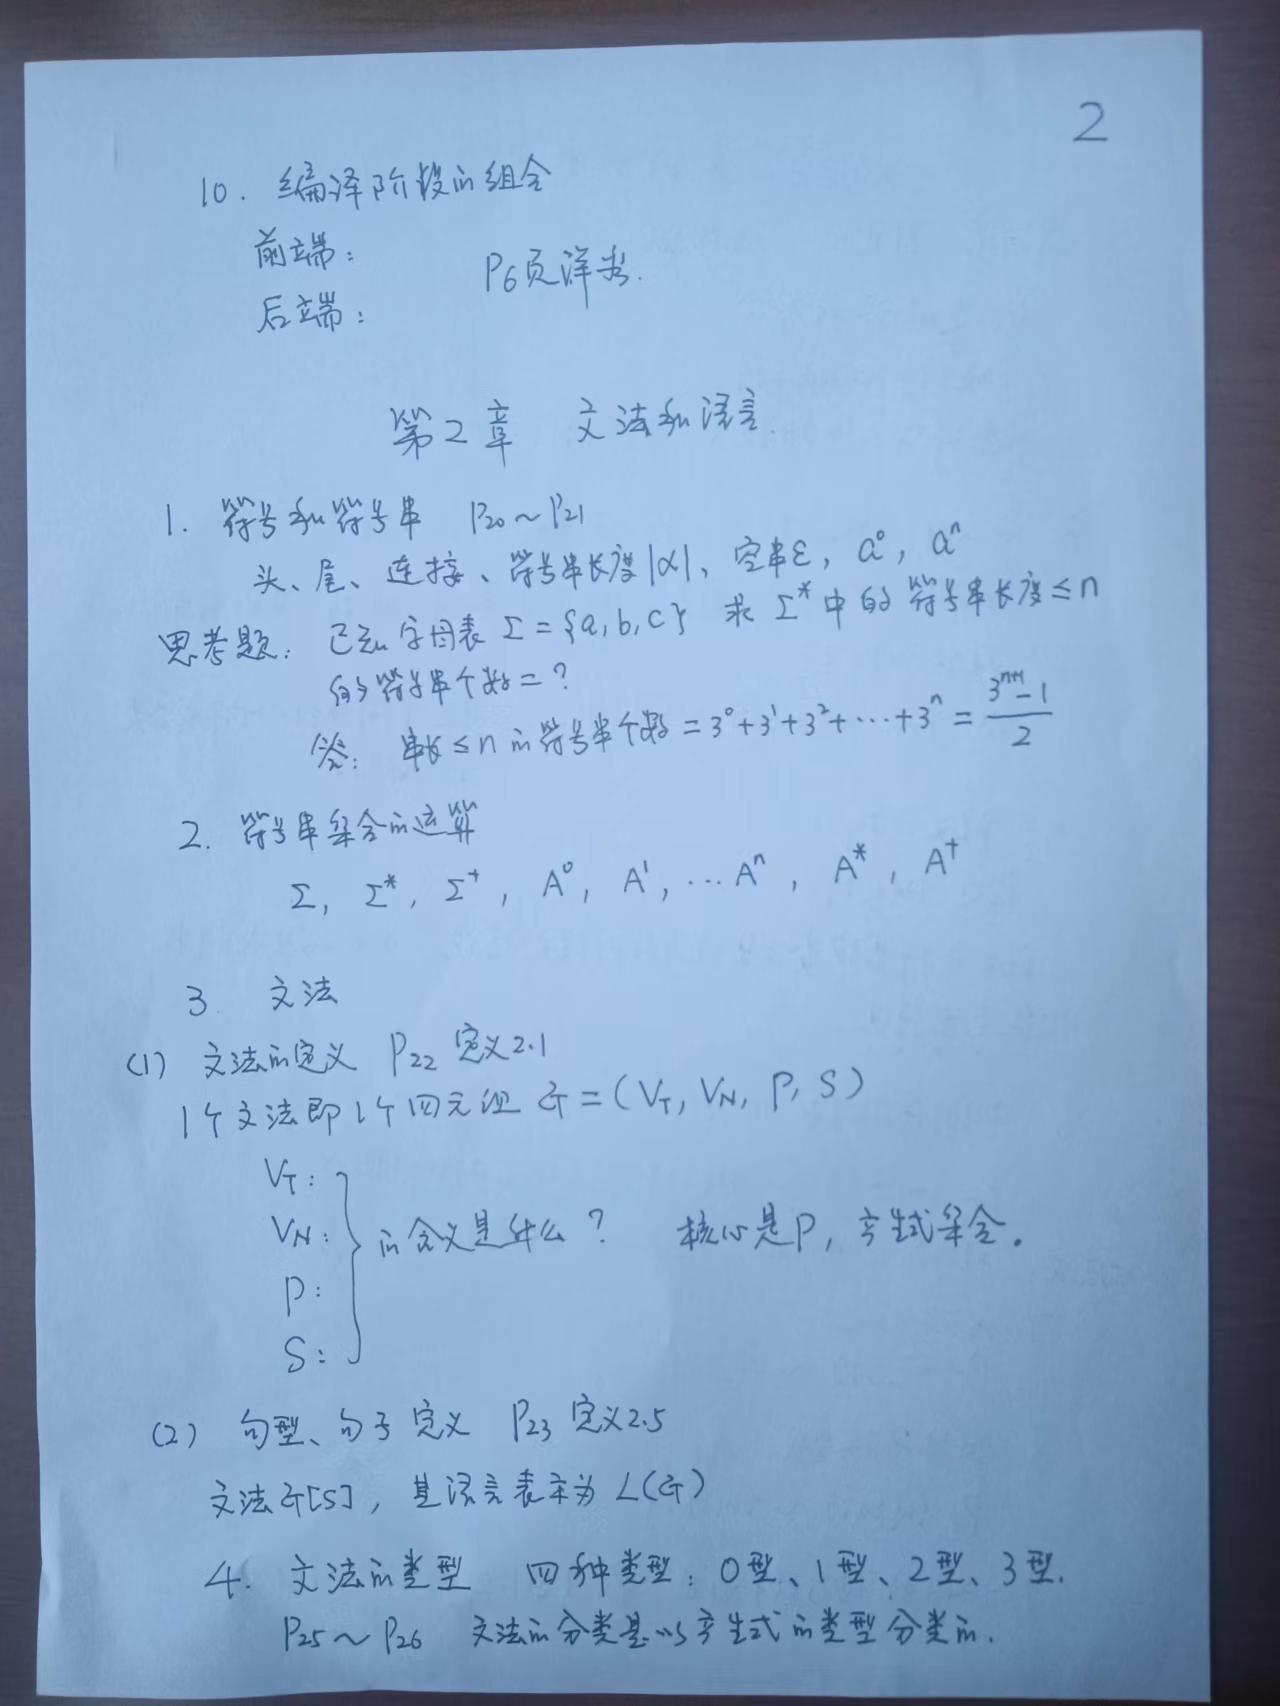 2
10. 编译阶段的组合
前端:
P6页详书.
后端:
第2章 文法和语言
1. 符号和符号串 P20~P21
头、尾、连接、符号串长度|α|、空串ε, a⁰, aⁿ
思考题: 已知字母表 Σ={a,b,c} 求 Σ*中的符号串长度≤n
的符号串个数=?
答: 串长≤n的符号串个数=3⁰+3¹+3²+…+3ⁿ=(3ⁿ⁺¹-1)/2
2. 符号串集合的运算
Σ, Σ*, Σ⁺, A⁰, A¹, …Aⁿ, A*, A⁺
3. 文法
(1) 文法的定义 P22 定义2.1
1个文法即1个四元组 G=(VT, VN, P, S)
VT:
VN: 的含义是什么? 核心是P, 产生式集合.
P:
S:
(2) 句型、句子 定义 P23 定义2.5
文法G[S], 其语言表示为 L(G)
4. 文法的类型 四种类型: 0型、1型、2型、3型.
P25~P26 文法的分类是以产生式的类型分类的.